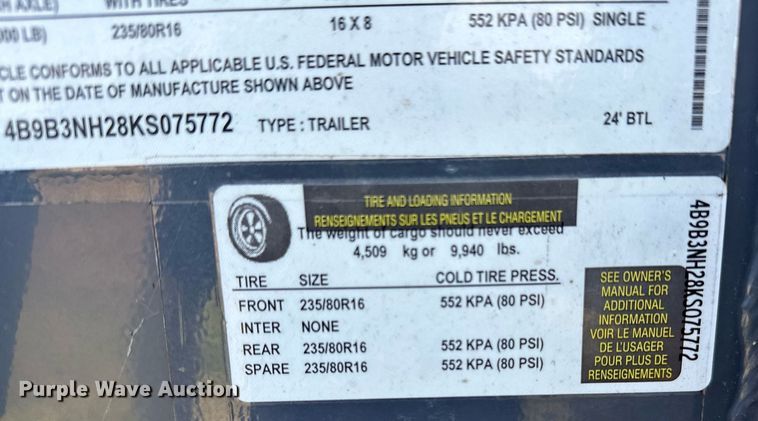 AXLE) WITH TIRES
000 LB) 235/80R16 16 X 8 552 KPA (80 PSI) SINGLE
CLE CONFORMS TO ALL APPLICABLE U.S. FEDERAL MOTOR VEHICLE SAFETY STANDARDS
T ON THE DATE OF MANUFACTURE SHOWN ABOVE
4B9B3NH28KS075772 TYPE : TRAILER 24' BTL
TIRE AND LOADING INFORMATION
RENSEIGNEMENTS SUR LES PNEUS ET LE CHARGEMENT
The weight of cargo should never exceed
4,509 kg or 9,940 lbs.
TIRE SIZE COLD TIRE PRESS.
FRONT 235/80R16 552 KPA (80 PSI)
INTER NONE
REAR 235/80R16 552 KPA (80 PSI)
SPARE 235/80R16 552 KPA (80 PSI)
SEE OWNER'S
MANUAL FOR
ADDITIONAL
INFORMATION
VOIR LE MANUEL
DE L'USAGER
POUR PLUS DE
RENSEIGNEMENTS
4B9B3NH28KS075772
Purple Wave Auction